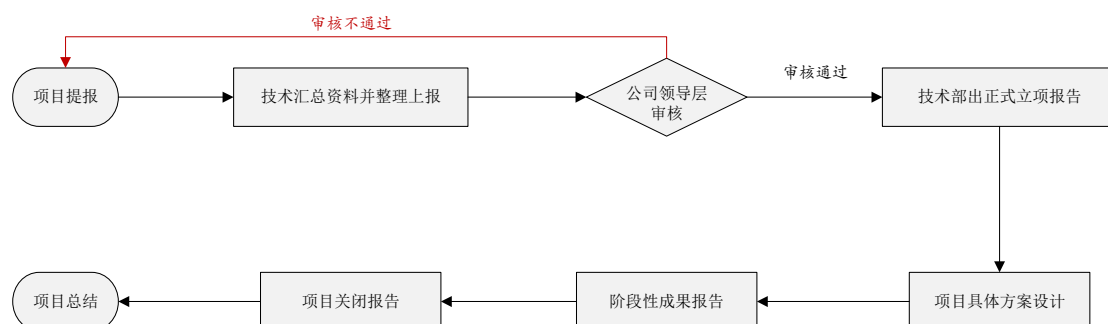 审核不通过
审核通过
项目提报
技术汇总资料并整理上报
公司领导层
审核
技术部出正式立项报告
项目总结
项目关闭报告
阶段性成果报告
项目具体方案设计